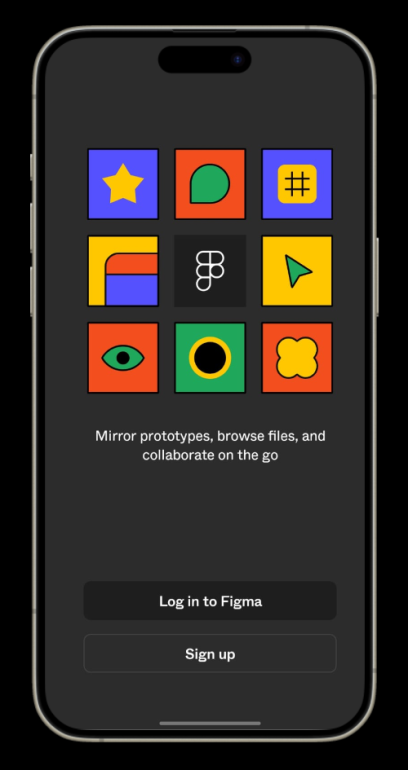 Mirror prototypes, browse files, and
collaborate on the go
Log in to Figma
Sign up